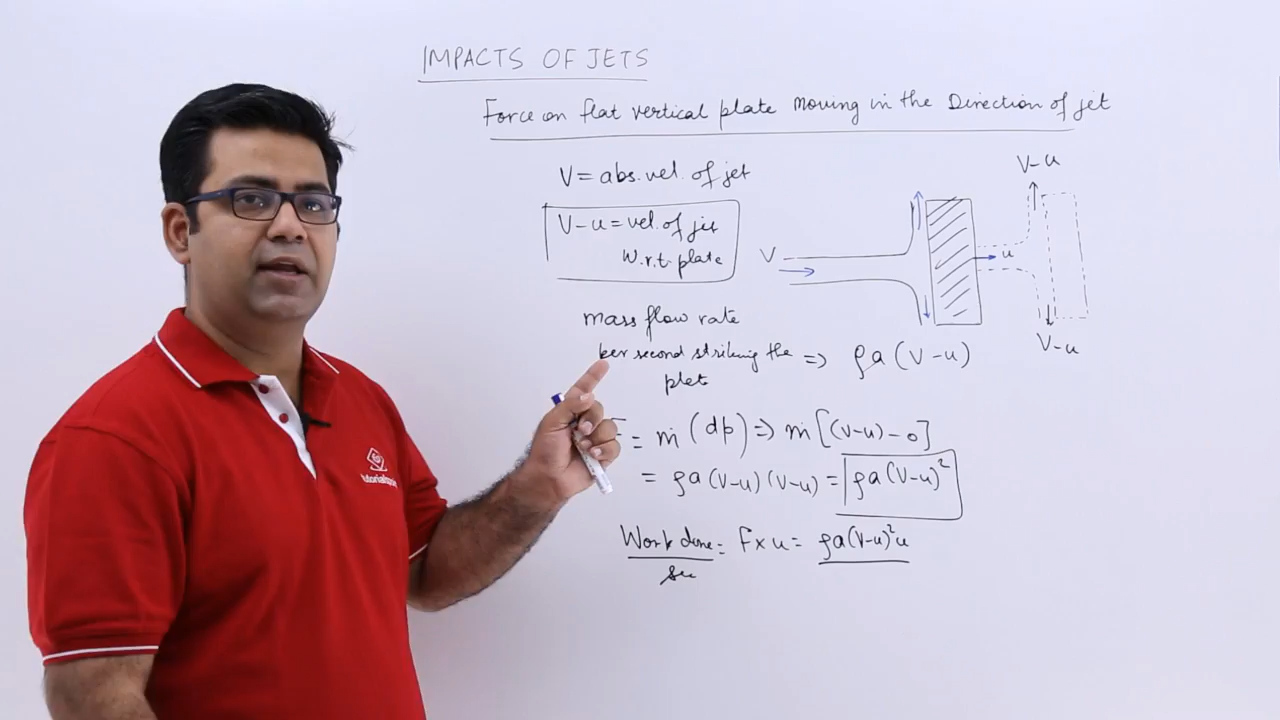 IMPACTS OF JETS
Force on flat vertical plate moving in the Direction of jet
V = abs. vel. of jet
V-u = vel. of jet
w.r.t. plate
V
u
V-u
V-u
mass flow rate
per second striking the
plet
⇒ ρa (V-u)
= ṁ (dp) ⇒ ṁ [(V-u) - 0]
= ρa (V-u) (V-u) = ρa (V-u)²
Work done = F x u = ρa(V-u)²u
sec